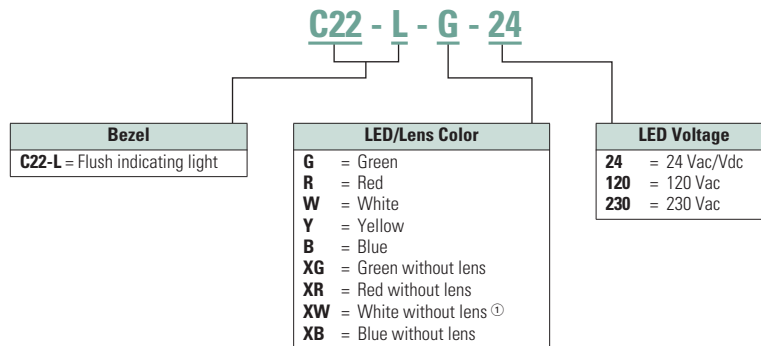 C22 - L - G - 24
Bezel
C22-L = Flush indicating light
LED/Lens Color
G = Green
R = Red
W = White
Y = Yellow
B = Blue
XG = Green without lens
XR = Red without lens
XW = White without lens ①
XB = Blue without lens
LED Voltage
24 = 24 Vac/Vdc
120 = 120 Vac
230 = 230 Vac